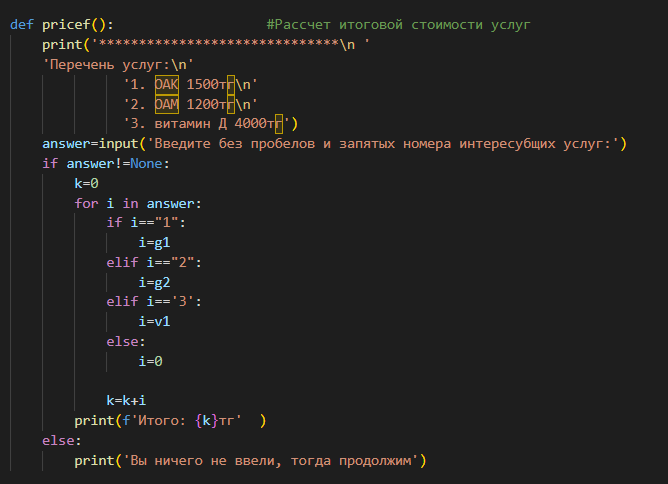 def pricef():                   #Рассчет итоговой стоимости услуг
    print('******************************\n '
    'Перечень услуг:\n'
              '1. ОАК 1500тг\n'
              '2. ОАМ 1200тг\n'
              '3. витамин Д 4000тг')
    answer=input('Введите без пробелов и запятых номера интересубщих услуг:')
    if answer!=None:
        k=0
        for i in answer:
            if i=="1":
                i=g1
            elif i=="2":
                i=g2
            elif i=='3':
                i=v1
            else:
                i=0
            k=k+i
        print(f'Итого: {k}тг'  )
    else:
        print('Вы ничего не ввели, тогда продолжим')